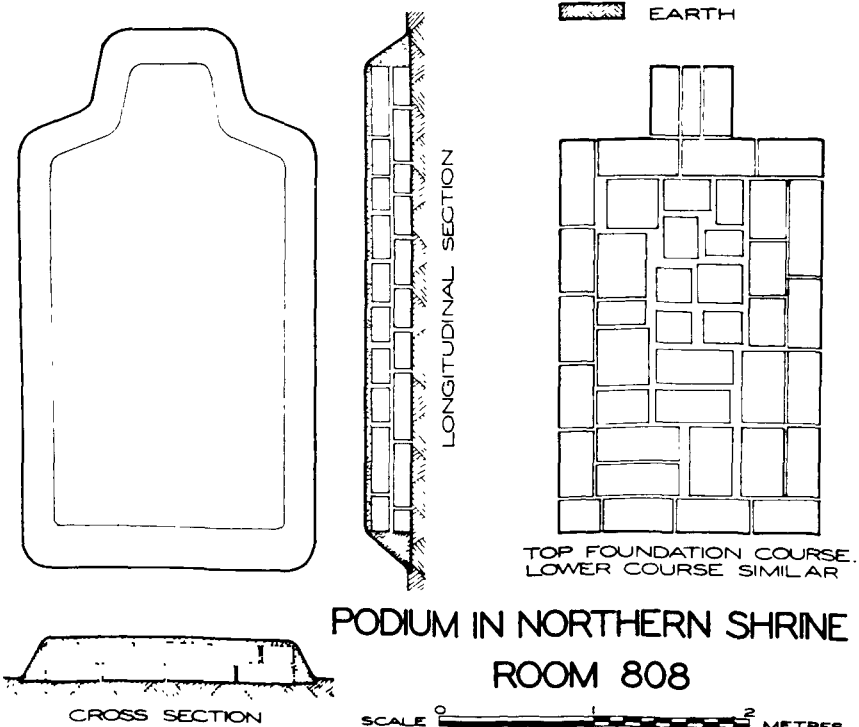 EARTH
LONGITUDINAL SECTION
TOP FOUNDATION COURSE.
LOWER COURSE SIMILAR
PODIUM IN NORTHERN SHRINE
ROOM 808
CROSS SECTION
SCALE 0 1 2 METRES